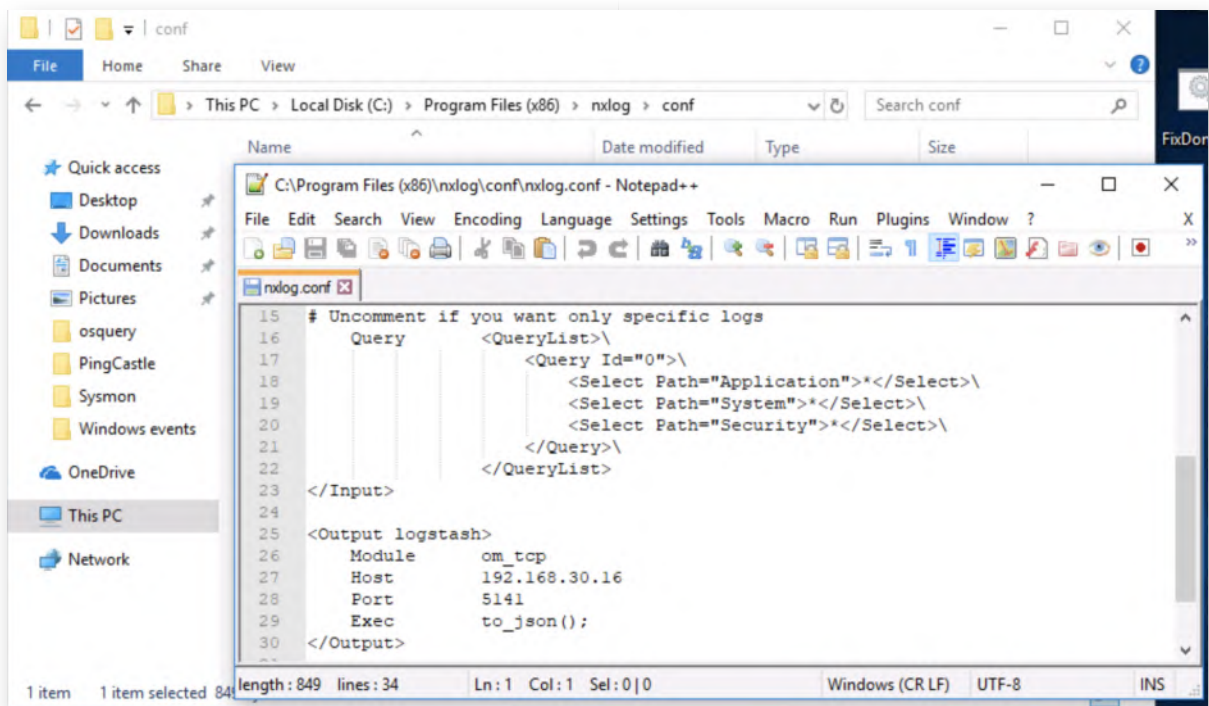 conf
File Home Share View
This PC > Local Disk (C:) > Program Files (x86) > nxlog > conf
Search conf
Name Date modified Type Size
Quick access
Desktop
Downloads
Documents
Pictures
osquery
PingCastle
Sysmon
Windows events
OneDrive
This PC
Network
1 item 1 item selected 84
FixDor
C:\Program Files (x86)\nxlog\conf\nxlog.conf - Notepad++
File Edit Search View Encoding Language Settings Tools Macro Run Plugins Window ? X
nxlog.conf
15 # Uncomment if you want only specific logs
16 Query <QueryList>\
17 <Query Id="0">\
18 <Select Path="Application">*</Select>\
19 <Select Path="System">*</Select>\
20 <Select Path="Security">*</Select>\
21 </Query>\
22 </QueryList>
23 </Input>
24
25 <Output logstash>
26 Module om_tcp
27 Host 192.168.30.16
28 Port 5141
29 Exec to_json();
30 </Output>
length : 849 lines : 34 Ln : 1 Col : 1 Sel : 0 | 0 Windows (CR LF) UTF-8 INS